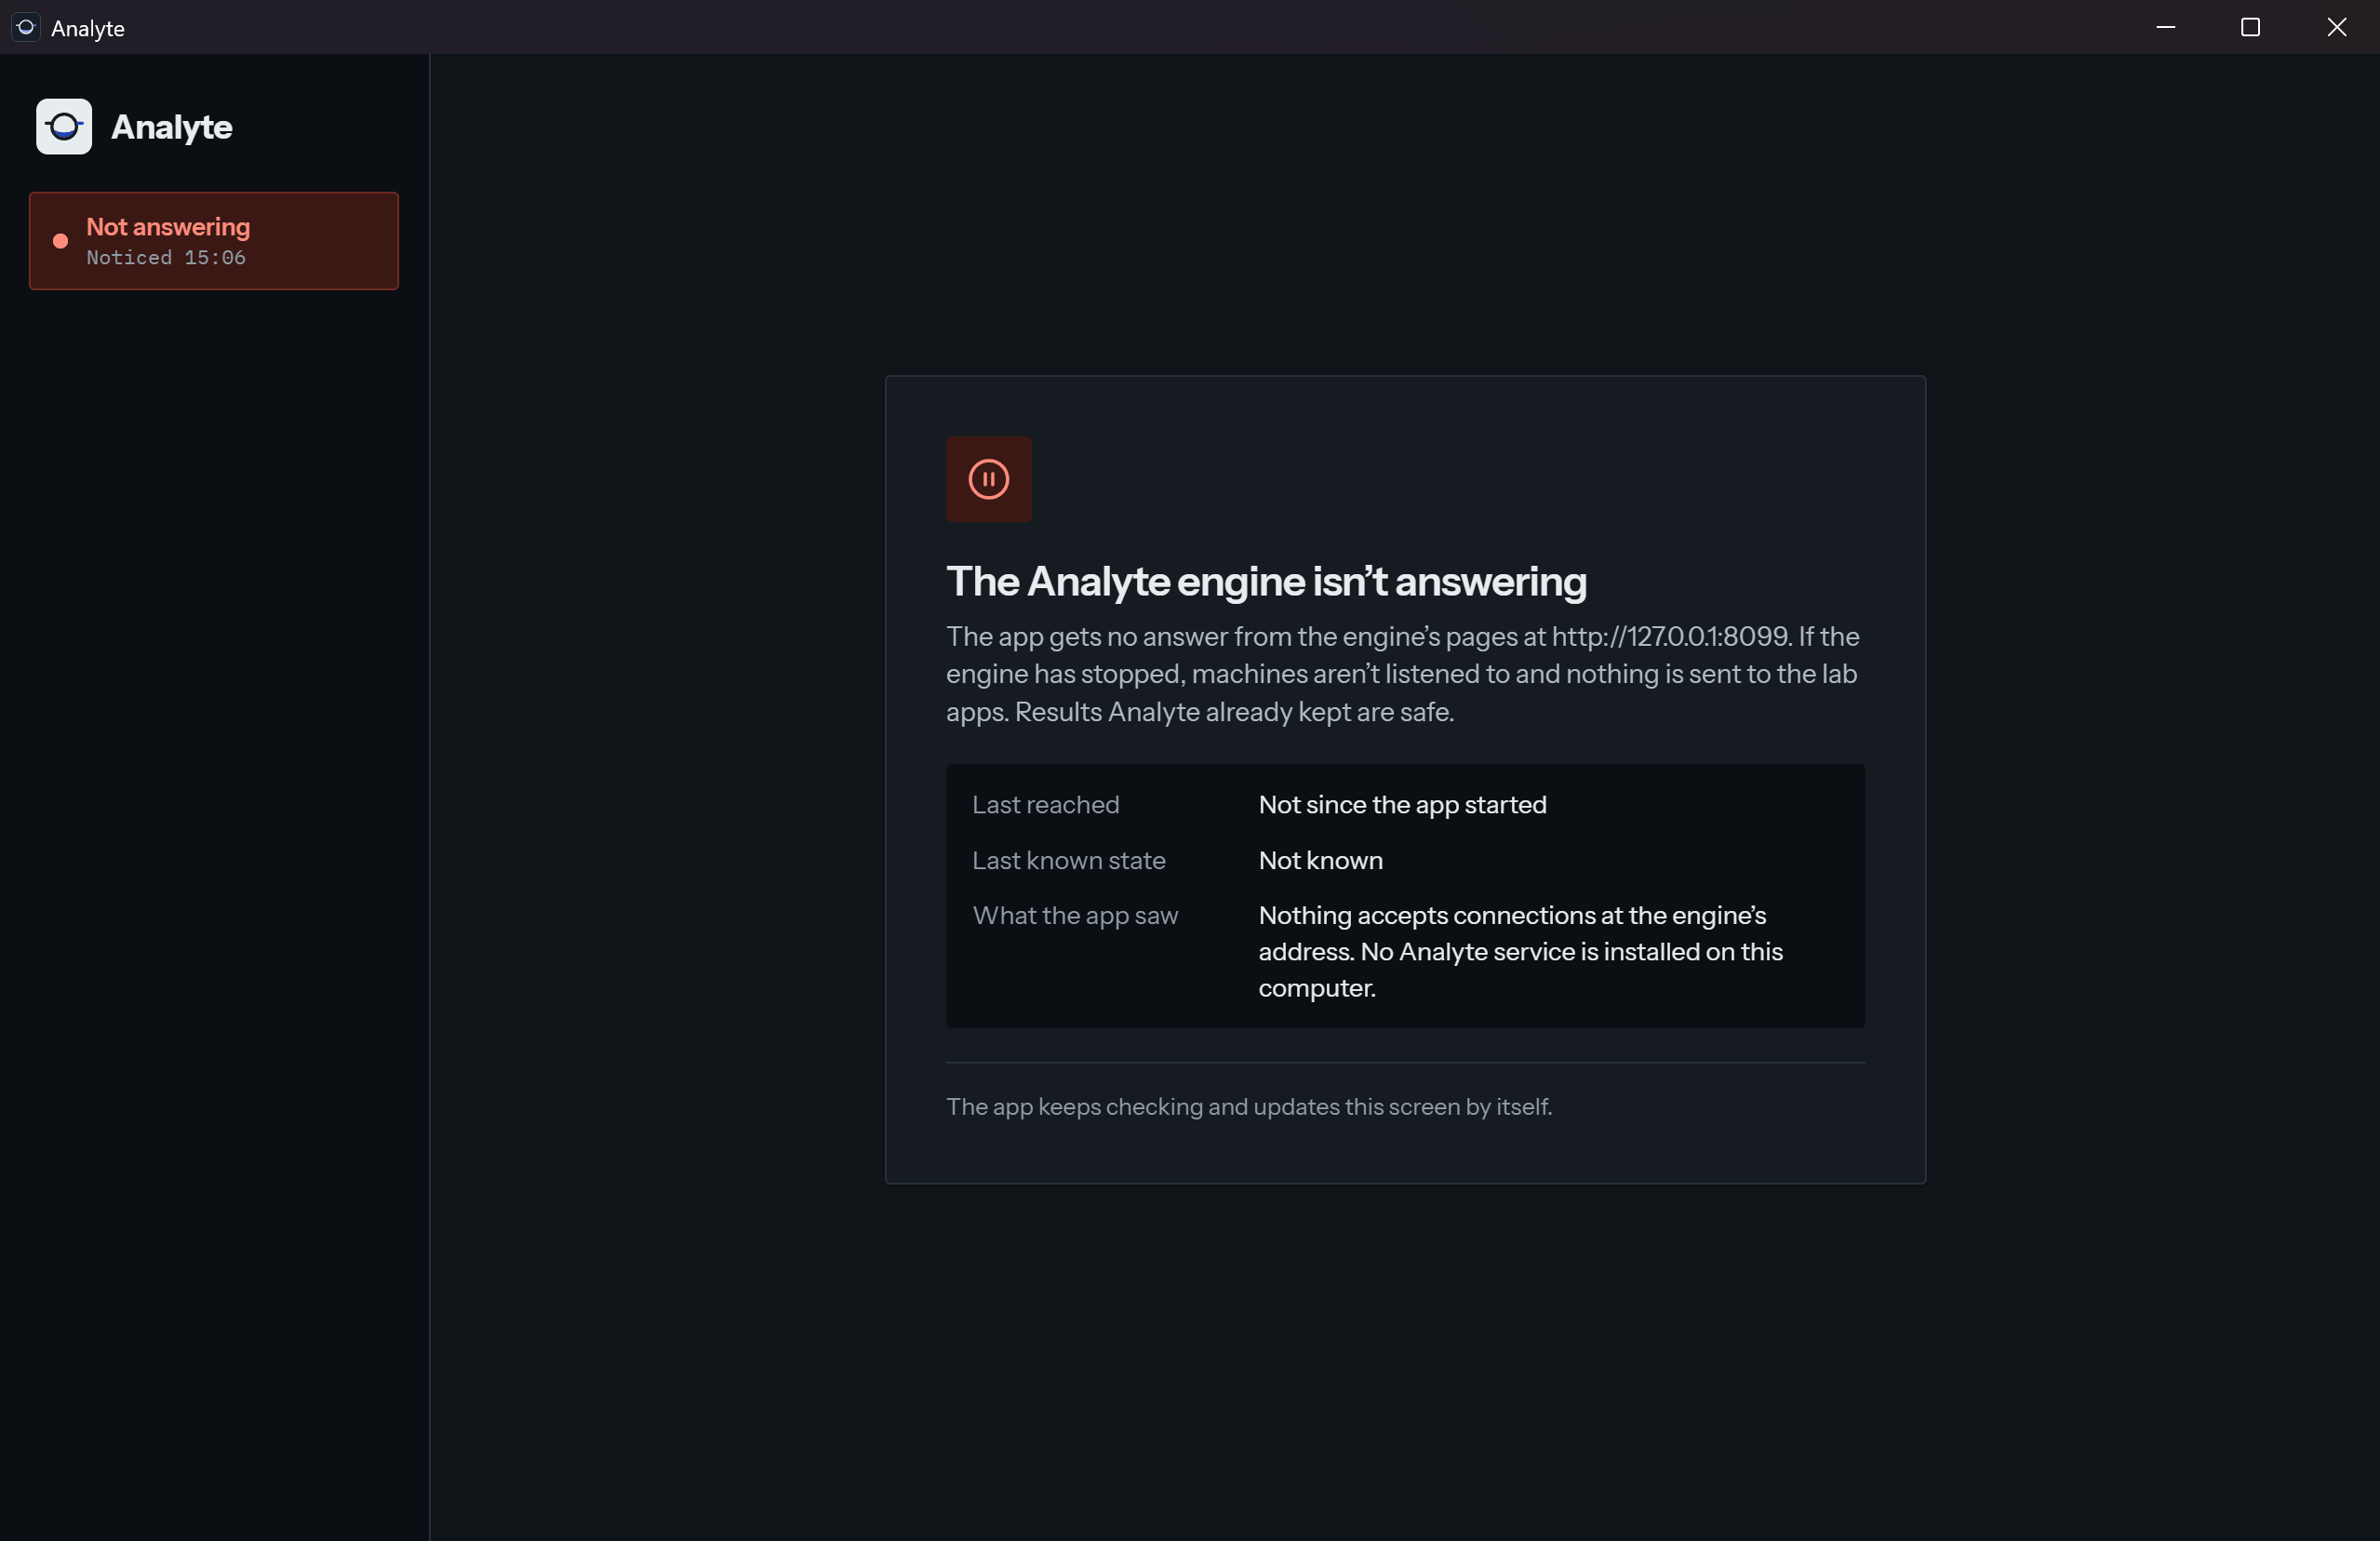 Analyte
Analyte
Not answering
Noticed 15:06
The Analyte engine isn’t answering
The app gets no answer from the engine’s pages at http://127.0.0.1:8099. If the
engine has stopped, machines aren’t listened to and nothing is sent to the lab
apps. Results Analyte already kept are safe.
Last reached Not since the app started
Last known state Not known
What the app saw Nothing accepts connections at the engine’s
address. No Analyte service is installed on this
computer.
The app keeps checking and updates this screen by itself.